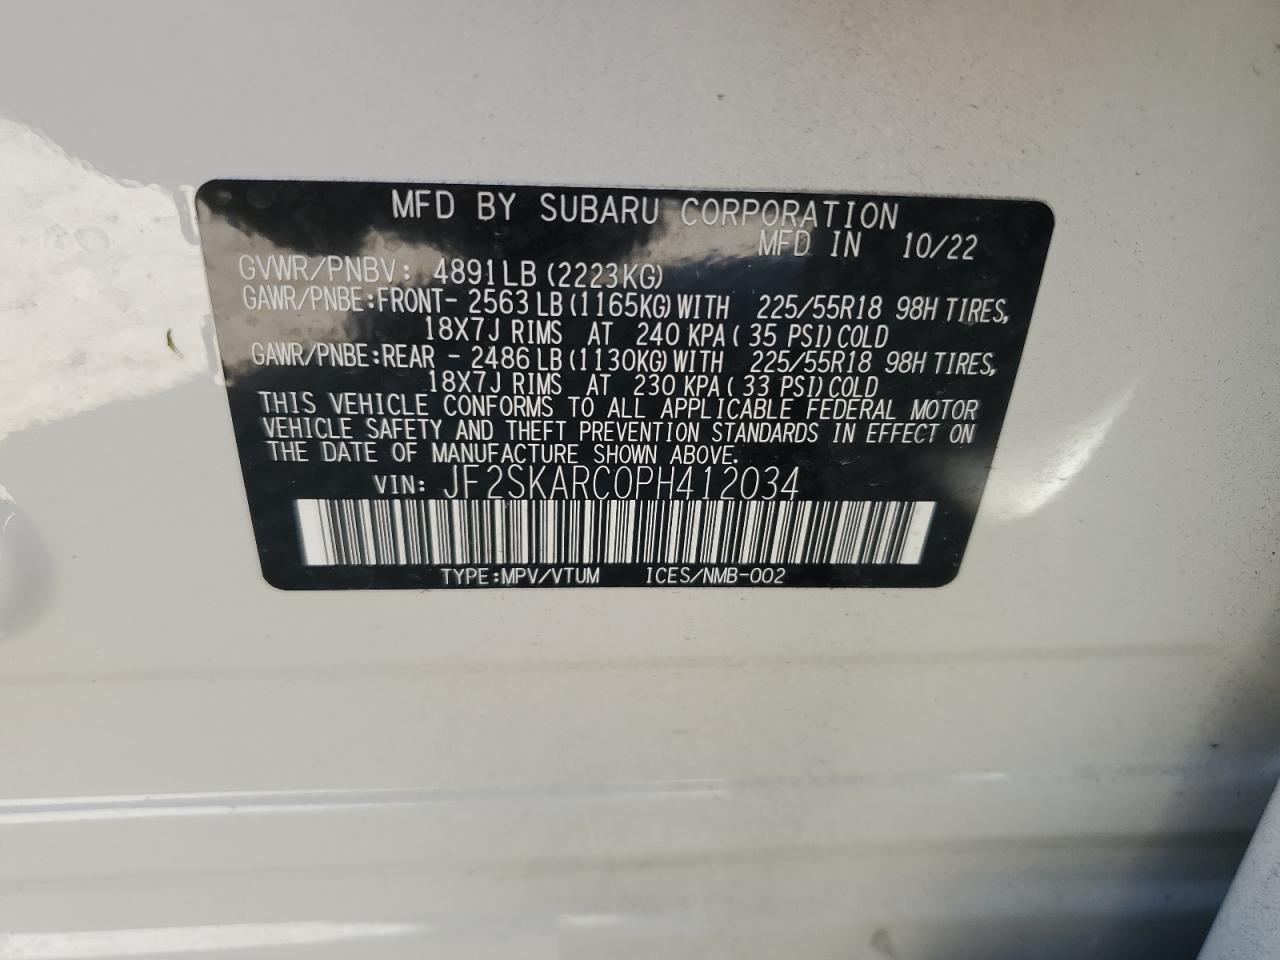 MFD BY SUBARU CORPORATION
MFD IN 10/22
GVWR/PNBV: 4891LB (2223KG)
GAWR/PNBE:FRONT- 2563 LB (1165KG) WITH 225/55R18 98H TIRES,
18X7J RIMS AT 240 KPA ( 35 PSI) COLD
GAWR/PNBE:REAR - 2486 LB (1130KG) WITH 225/55R18 98H TIRES,
18X7J RIMS AT 230 KPA ( 33 PSI) COLD
THIS VEHICLE CONFORMS TO ALL APPLICABLE FEDERAL MOTOR
VEHICLE SAFETY AND THEFT PREVENTION STANDARDS IN EFFECT ON
THE DATE OF MANUFACTURE SHOWN ABOVE.
VIN: JF2SKARC0PH412034
TYPE:MPV/VTUM ICES/NMB-002